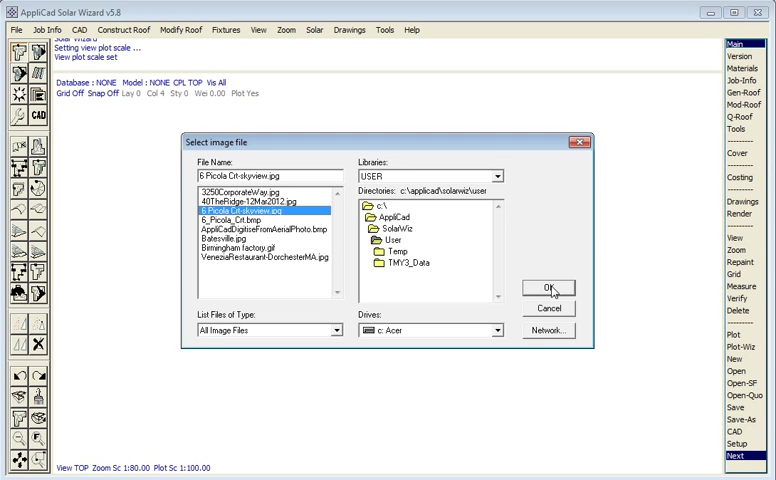 AppliCad Solar Wizard v5.8
File Job Info CAD Construct Roof Modify Roof Fixtures View Zoom Solar Drawings Tools Help
Solar Wizard
Setting view plot scale ...
View plot scale set
Database : NONE Model : NONE CPL TOP Vis All
Grid Off Snap Off Lay 0 Col 4 Sty 0 Wei 0.00 Plot Yes
CAD
Select image file
File Name:
6 Picola Crt-skyview.jpg
3250CorporateWay.jpg
40TheRidge-12Mar2012.jpg
6 Picola Crt-skyview.jpg
6_Picola_Crt.bmp
AppliCadDigitiseFromAerialPhoto.bmp
Batesville.jpg
Birmingham factory.gif
VeneziaRestaurant-DorchesterMA.jpg
List Files of Type:
All Image Files
Libraries:
USER
Directories: c:\applicad\solarwiz\user
c:\
AppliCad
SolarWiz
User
Temp
TMY3_Data
Drives:
c: Acer
OK
Cancel
Network...
Main
Version
Materials
Job-Info
Gen-Roof
Mod-Roof
Q-Roof
Tools
---------
Cover
---------
Costing
---------
Drawings
Render
---------
View
Zoom
Repaint
Grid
Measure
Verify
Delete
---------
Plot
Plot-Wiz
New
Open
Open-SF
Open-Quo
Save
Save-As
CAD
Setup
Next
View TOP Zoom Sc 1:80.00 Plot Sc 1:100.00